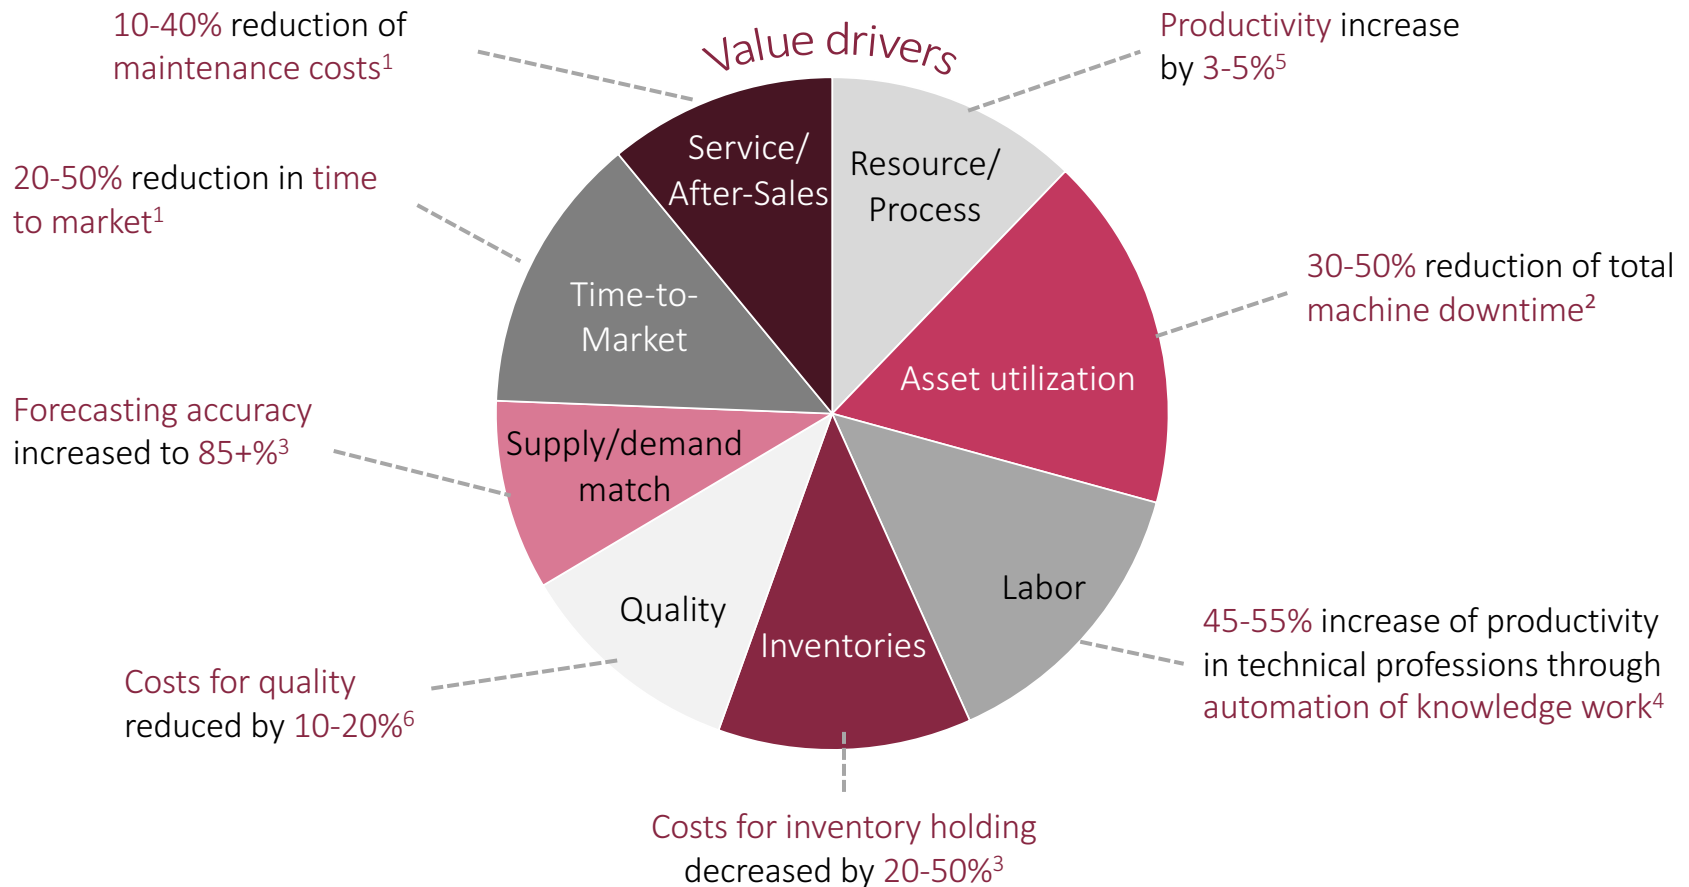 Value drivers
10-40% reduction of
maintenance costs¹
Productivity increase
by 3-5%⁵
Service/
After-Sales
Resource/
Process
20-50% reduction in time
to market¹
Time-to-
Market
30-50% reduction of total
machine downtime²
Asset utilization
Forecasting accuracy
increased to 85+%³
Supply/demand
match
Labor
Quality
Inventories
45-55% increase of productivity
in technical professions through
automation of knowledge work⁴
Costs for quality
reduced by 10-20%⁶
Costs for inventory holding
decreased by 20-50%³